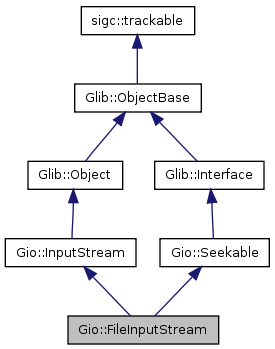 sigc::trackable
Glib::ObjectBase
Glib::Object
Glib::Interface
Gio::InputStream
Gio::Seekable
Gio::FileInputStream